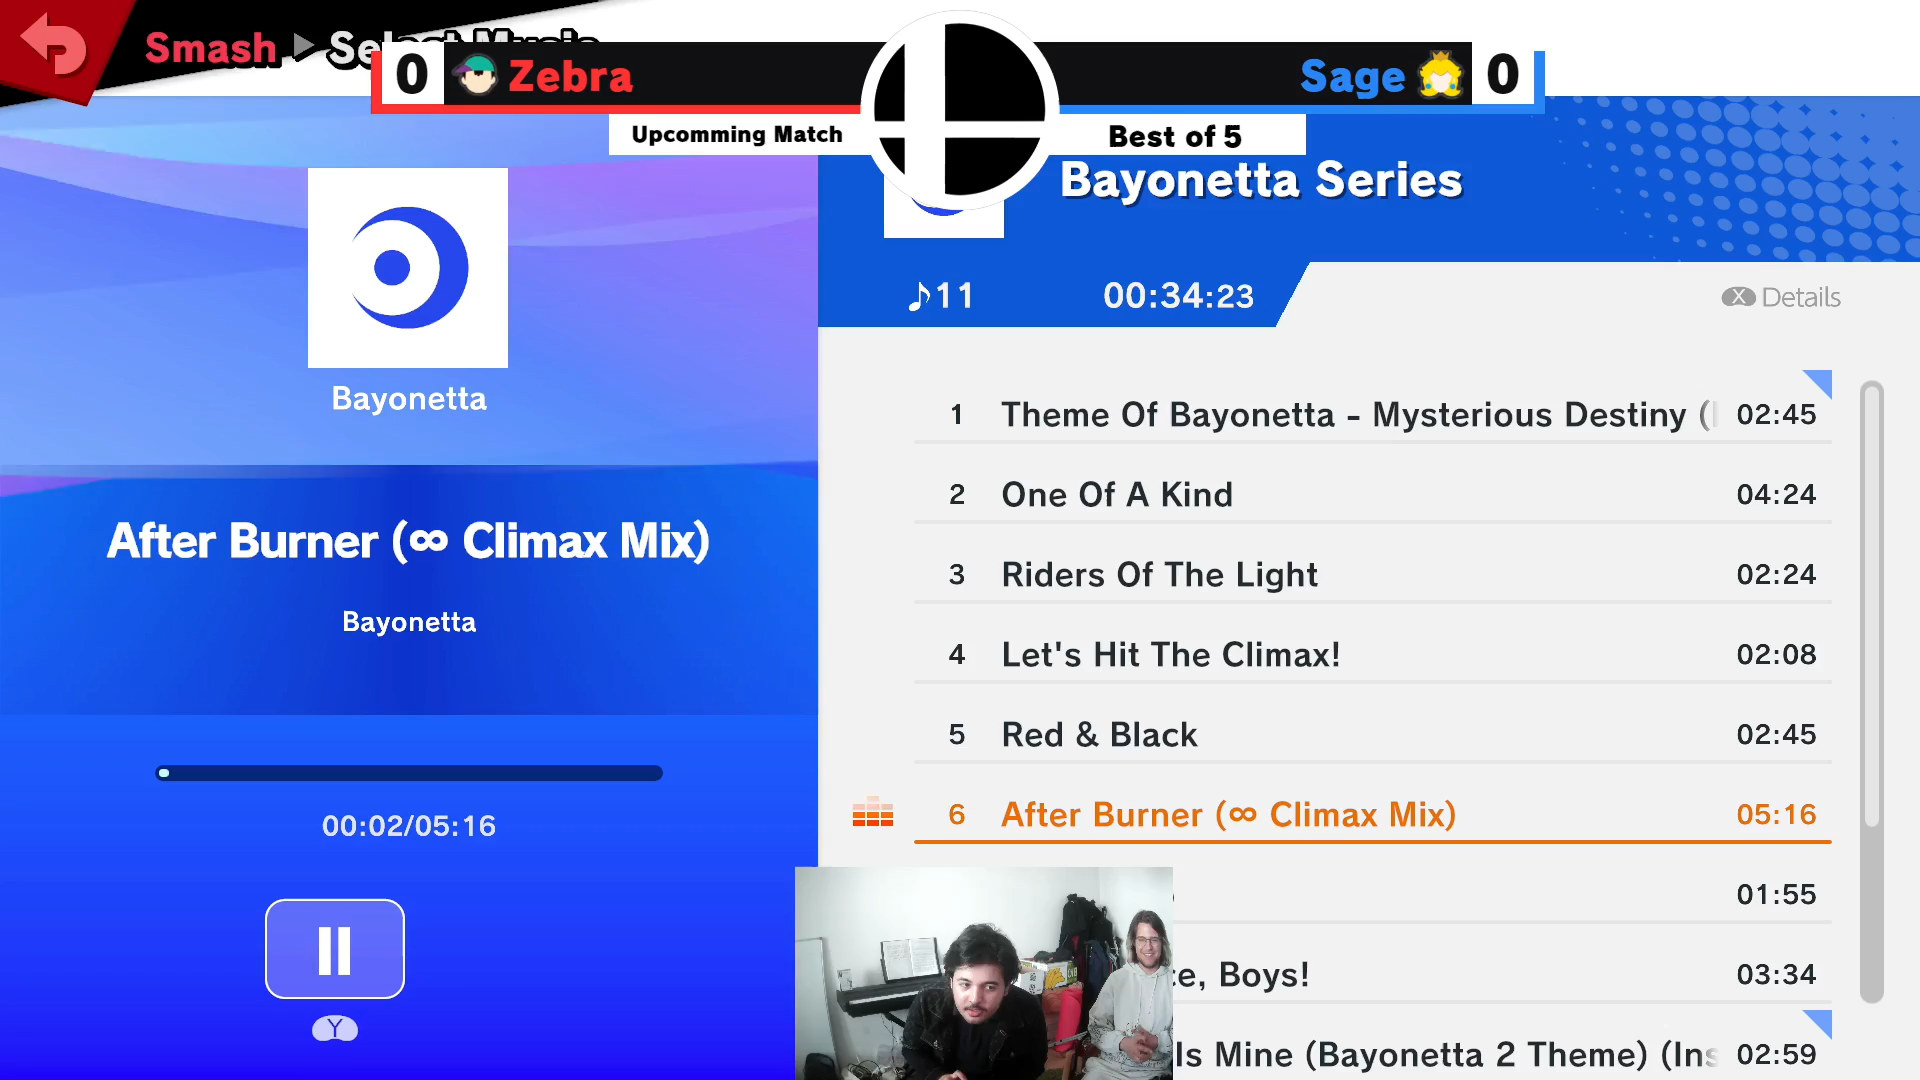 Smash ▶ Select Music
0 Zebra
Sage 0
Upcomming Match
Best of 5
Bayonetta Series
♪11 00:34:23
X Details
Bayonetta
After Burner (∞ Climax Mix)
Bayonetta
00:02/05:16
Y
1 Theme Of Bayonetta - Mysterious Destiny ( 02:45
2 One Of A Kind 04:24
3 Riders Of The Light 02:24
4 Let's Hit The Climax! 02:08
5 Red & Black 02:45
6 After Burner (∞ Climax Mix) 05:16
01:55
e, Boys! 03:34
Is Mine (Bayonetta 2 Theme) (Ins 02:59